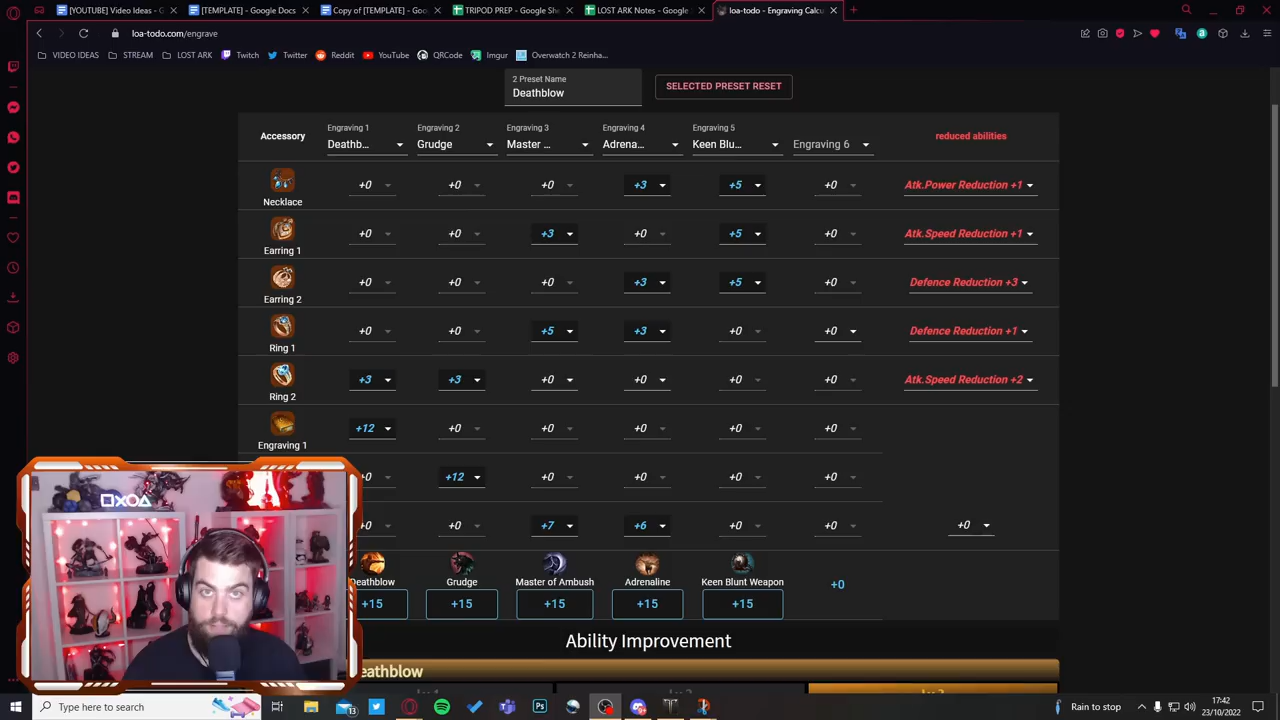 [YOUTUBE] Video Ideas - G
[TEMPLATE] - Google Docs
Copy of [TEMPLATE] - Goo
TRIPOD PREP - Google She
LOST ARK Notes - Google
loa-todo - Engraving Calcu
loa-todo.com/engrave
VIDEO IDEAS
STREAM
LOST ARK
Twitch
Twitter
Reddit
YouTube
QRCode
Imgur
Overwatch 2 Reinha...
2 Preset Name
Deathblow
SELECTED PRESET RESET
Accessory
Engraving 1
Deathb...
Engraving 2
Grudge
Engraving 3
Master ...
Engraving 4
Adrena...
Engraving 5
Keen Blu...
Engraving 6
reduced abilities
Necklace +0 +0 +0 +3 +5 +0 Atk.Power Reduction +1
Earring 1 +0 +0 +3 +0 +5 +0 Atk.Speed Reduction +1
Earring 2 +0 +0 +0 +3 +5 +0 Defence Reduction +3
Ring 1 +0 +0 +5 +3 +0 +0 Defence Reduction +1
Ring 2 +3 +3 +0 +0 +0 +0 Atk.Speed Reduction +2
Engraving 1 +12 +0 +0 +0 +0 +0
+0 +12 +0 +0 +0 +0
+0 +0 +7 +6 +0 +0 +0
Deathblow Grudge Master of Ambush Adrenaline Keen Blunt Weapon +0
+15 +15 +15 +15 +15
Ability Improvement
eathblow
Type here to search
13
Rain to stop
17:42
23/10/2022